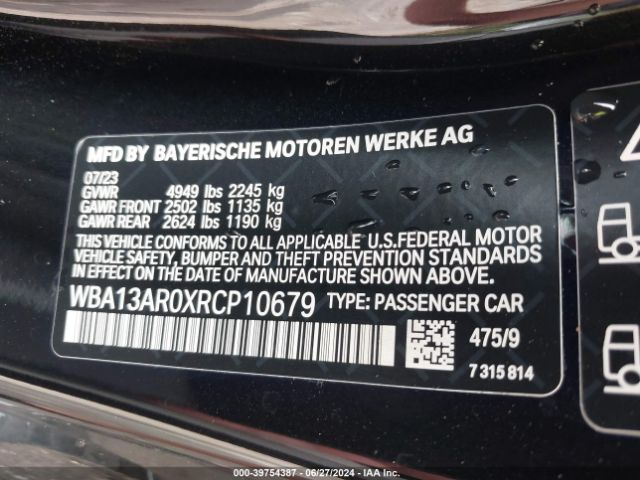 MFD BY BAYERISCHE MOTOREN WERKE AG
07/23
GVWR 4949 lbs 2245 kg
GAWR FRONT 2502 lbs 1135 kg
GAWR REAR 2624 lbs 1190 kg
THIS VEHICLE CONFORMS TO ALL APPLICABLE U.S.FEDERAL MOTOR
VEHICLE SAFETY, BUMPER AND THEFT PREVENTION STANDARDS
IN EFFECT ON THE DATE OF MANUFACTURE SHOWN ABOVE.
WBA13AR0XRCP10679 TYPE: PASSENGER CAR
475/9
7 315 814
000-39754387 - 06/27/2024 - IAA Inc.